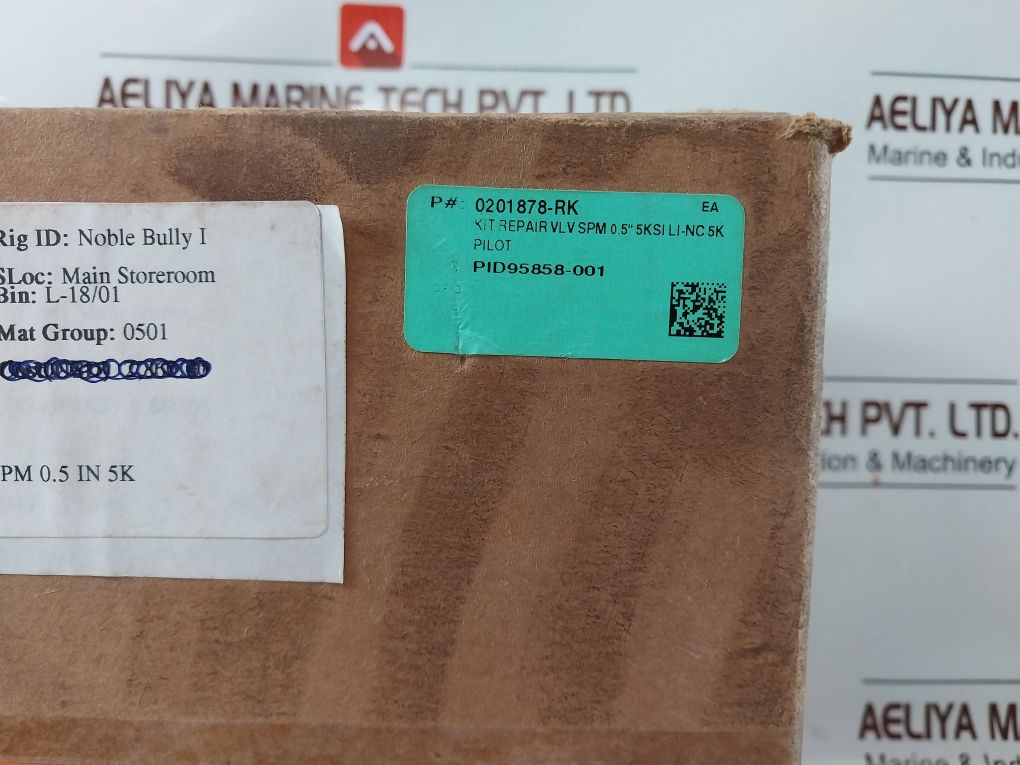 AELIYA MARINE TECH PVT. LTD
AELIYA M
Marine & Indu
Rig ID: Noble Bully I
SLoc: Main Storeroom
Bin: L-18/01
Mat Group: 0501
PM 0.5 IN 5K
P#: 0201878-RK EA
KIT REPAIR VLV SPM 0.5" 5KSI LI-NC 5K
PILOT
PID95858-001
H PVT. LTD.
ion & Machinery
AELIYA M
Marine & Ind